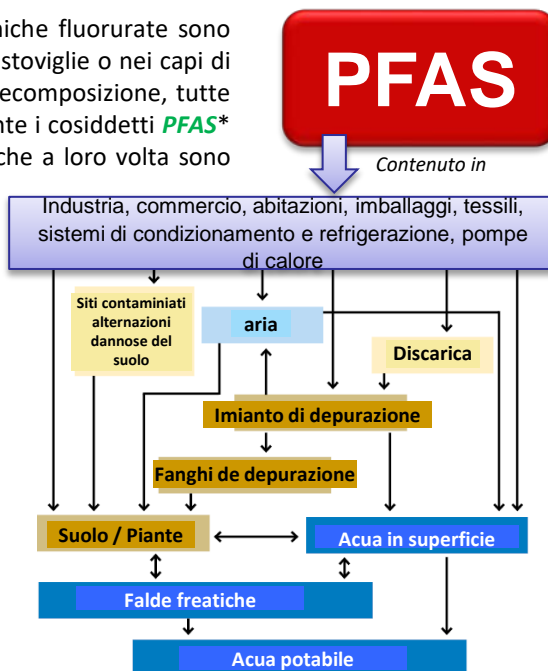 niche fluorurate sono
stoviglie o nei capi di
ecomposizione, tutte
nte i cosiddetti PFAS*
che a loro volta sono
PFAS
Contenuto in
Industria, commercio, abitazioni, imballaggi, tessili,
sistemi di condizionamento e refrigerazione, pompe
di calore
Siti contaminiati
alternazioni
dannose del
suolo
aria
Discarica
Imianto di depurazione
Fanghi de depurazione
Suolo / Piante
Acua in superficie
Falde freatiche
Acua potabile